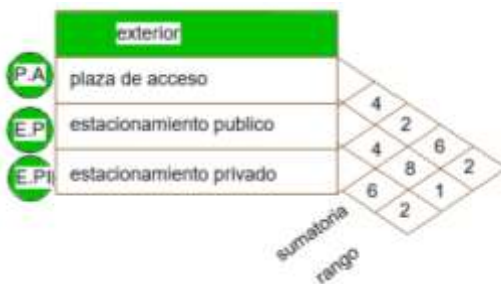 exterior
P.A plaza de acceso
E.P estacionamiento publico
E.PI estacionamiento privado
4
2
4 6
8 2
6 1
2
sumatoria
rango